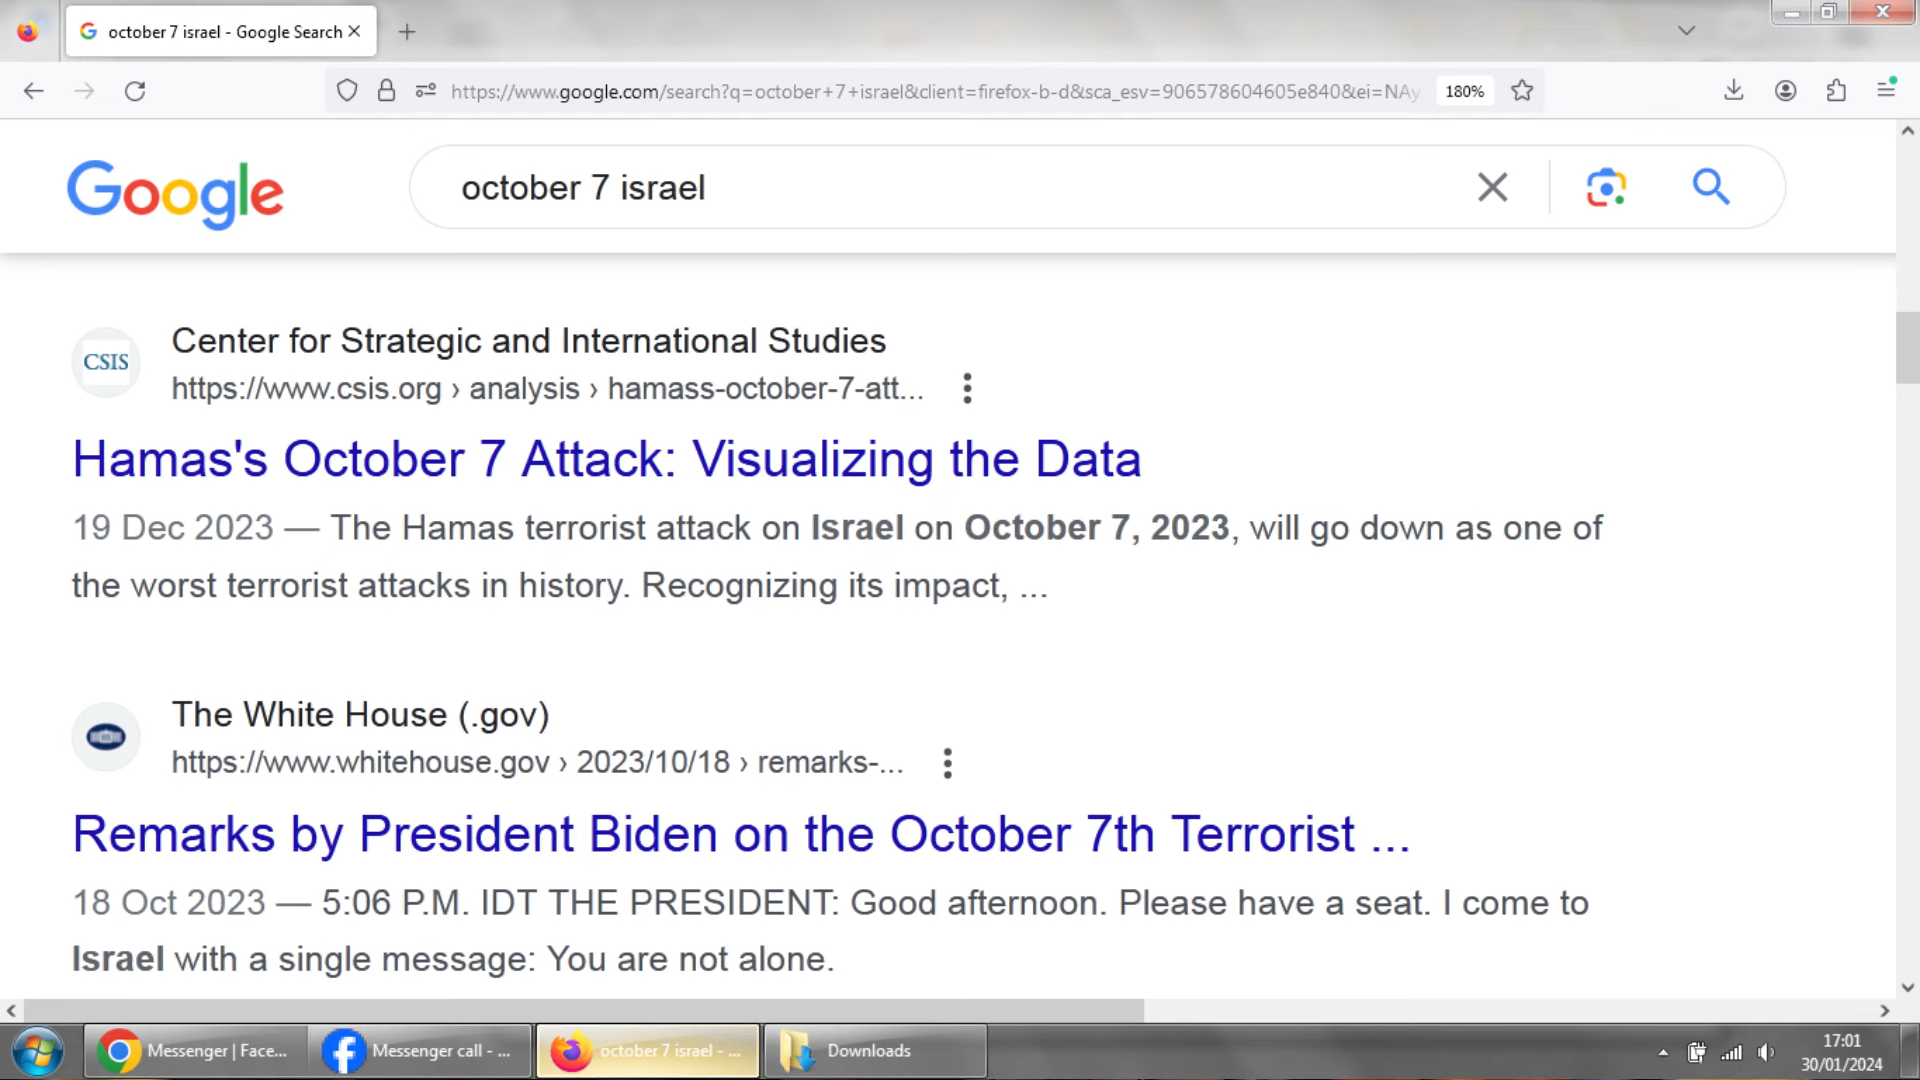 october 7 israel - Google Search
https://www.google.com/search?q=october+7+israel&client=firefox-b-d&sca_esv=906578604605e840&ei=NAy
180%
Google
october 7 israel
CSIS
Center for Strategic and International Studies
https://www.csis.org › analysis › hamass-october-7-att...
Hamas's October 7 Attack: Visualizing the Data
19 Dec 2023 — The Hamas terrorist attack on Israel on October 7, 2023, will go down as one of
the worst terrorist attacks in history. Recognizing its impact, ...
The White House (.gov)
https://www.whitehouse.gov › 2023/10/18 › remarks-...
Remarks by President Biden on the October 7th Terrorist ...
18 Oct 2023 — 5:06 P.M. IDT THE PRESIDENT: Good afternoon. Please have a seat. I come to
Israel with a single message: You are not alone.
Messenger | Face...
Messenger call - ...
october 7 israel - ...
Downloads
17:01
30/01/2024